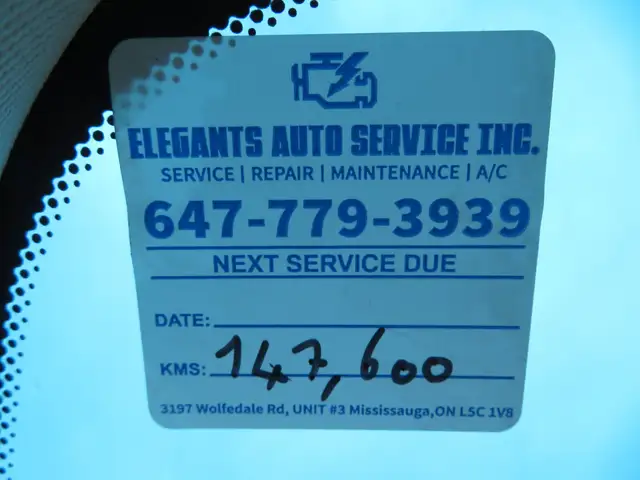 ELEGANTS AUTO SERVICE INC.
SERVICE | REPAIR | MAINTENANCE | A/C
647-779-3939
NEXT SERVICE DUE
DATE:
KMS: 147,600
3197 Wolfedale Rd, UNIT #3 Mississauga,ON L5C 1V8